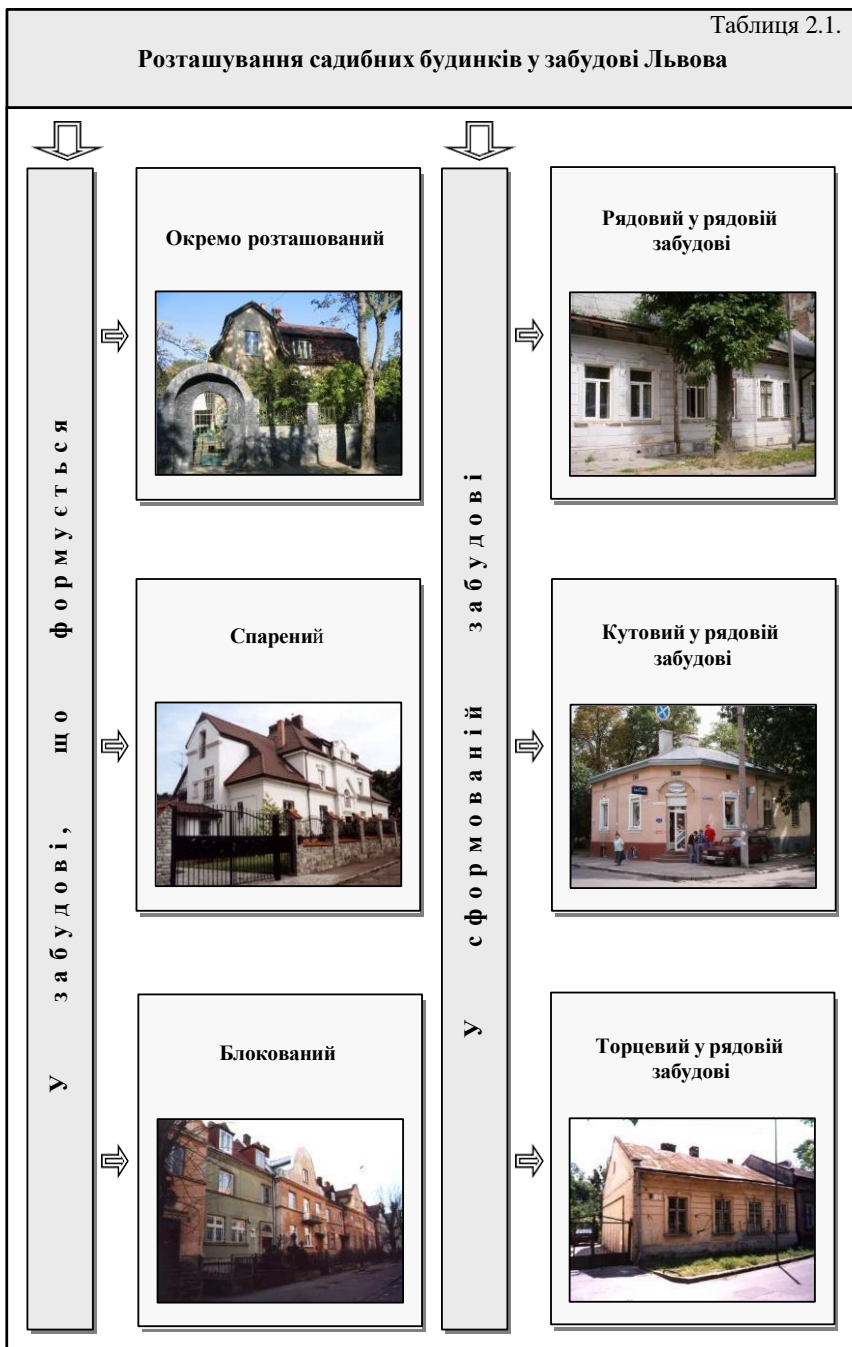 Таблиця 2.1.
Розташування садибних будинків у забудові Львова
У забудові, що формується
Окремо розташований
Спарений
Блокований
У сформованій забудові
Рядовий у рядовій
забудові
Кутовий у рядовій
забудові
Торцевий у рядовій
забудові